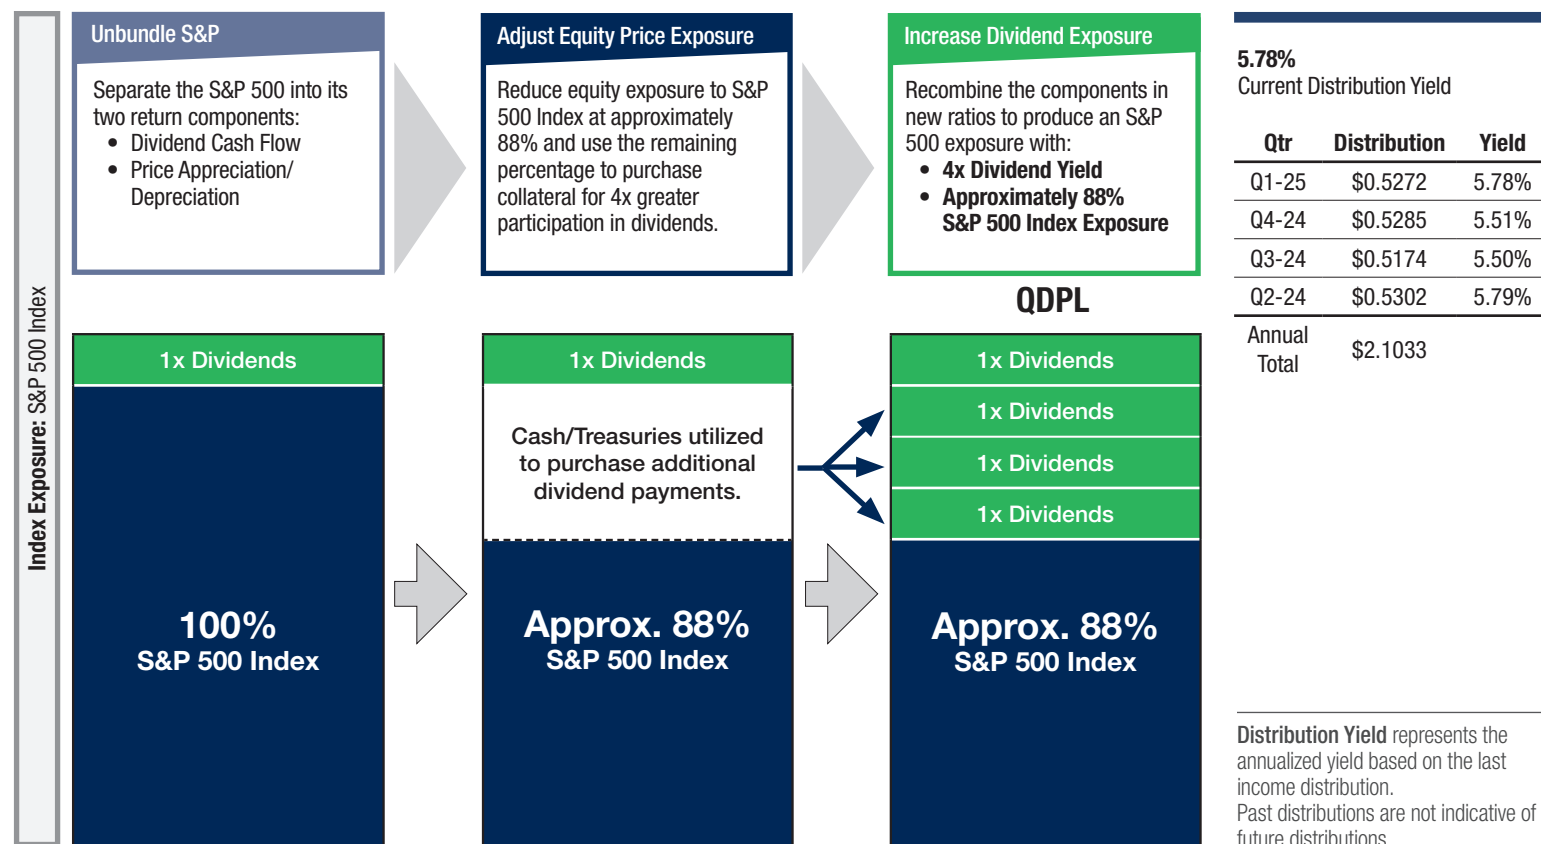 Index Exposure: S&P 500 Index
Unbundle S&P
Separate the S&P 500 into its
two return components:
• Dividend Cash Flow
• Price Appreciation/
Depreciation
Adjust Equity Price Exposure
Reduce equity exposure to S&P
500 Index at approximately
88% and use the remaining
percentage to purchase
collateral for 4x greater
participation in dividends.
Increase Dividend Exposure
Recombine the components in
new ratios to produce an S&P
500 exposure with:
• 4x Dividend Yield
• Approximately 88%
S&P 500 Index Exposure
1x Dividends
100%
S&P 500 Index
1x Dividends
Cash/Treasuries utilized
to purchase additional
dividend payments.
Approx. 88%
S&P 500 Index
QDPL
1x Dividends
1x Dividends
1x Dividends
1x Dividends
Approx. 88%
S&P 500 Index
5.78%
Current Distribution Yield
Qtr Distribution Yield
Q1-25 $0.5272 5.78%
Q4-24 $0.5285 5.51%
Q3-24 $0.5174 5.50%
Q2-24 $0.5302 5.79%
Annual
Total $2.1033
Distribution Yield represents the
annualized yield based on the last
income distribution.
Past distributions are not indicative of
future distributions